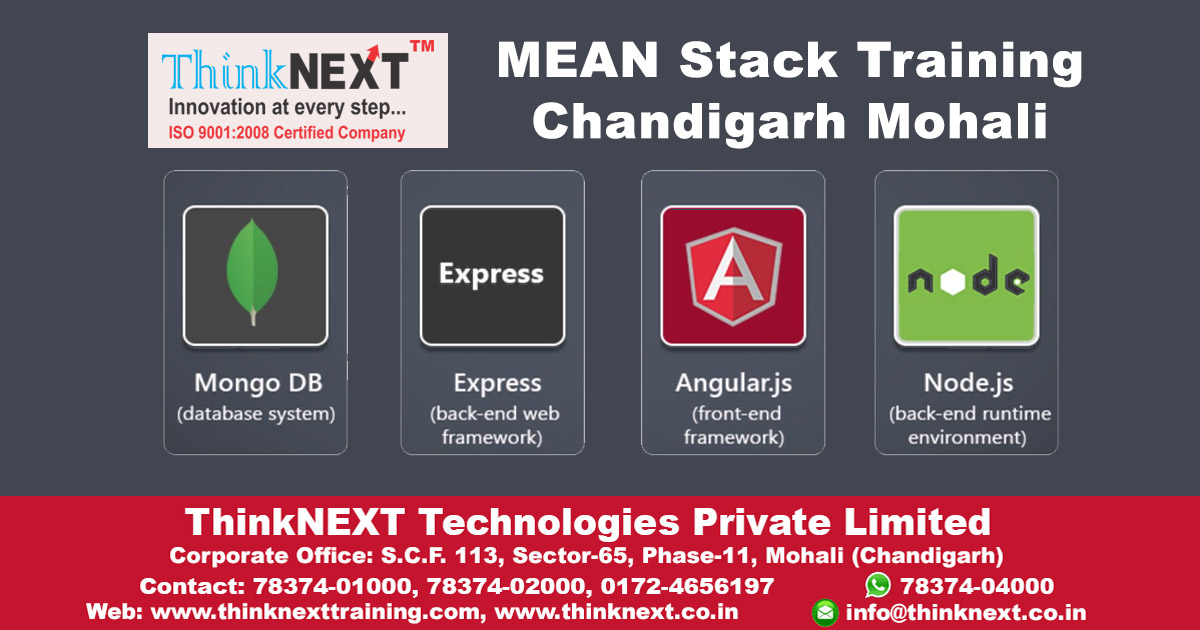 ThinkNEXT™
Innovation at every step...
ISO 9001:2008 Certified Company
MEAN Stack Training
Chandigarh Mohali
Mongo DB
(database system)
Express
Express
(back-end web
framework)
A
Angular.js
(front-end
framework)
node
Node.js
(back-end runtime
environment)
ThinkNEXT Technologies Private Limited
Corporate Office: S.C.F. 113, Sector-65, Phase-11, Mohali (Chandigarh)
Contact: 78374-01000, 78374-02000, 0172-4656197
78374-04000
Web: www.thinknexttraining.com, www.thinknext.co.in
info@thinknext.co.in